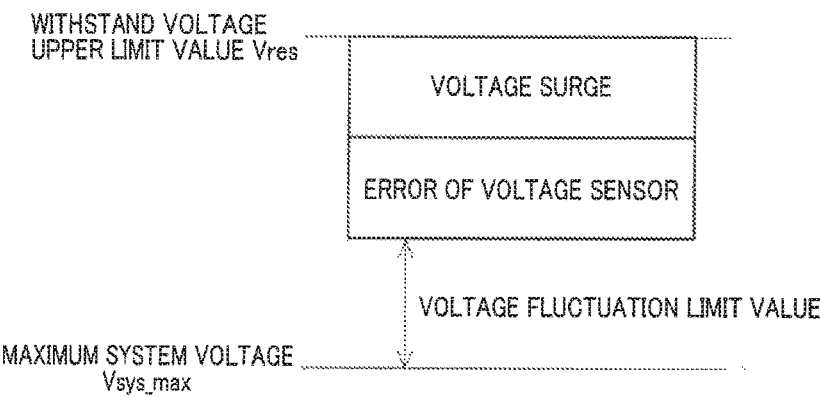 WITHSTAND VOLTAGE
UPPER LIMIT VALUE Vres
VOLTAGE SURGE
ERROR OF VOLTAGE SENSOR
VOLTAGE FLUCTUATION LIMIT VALUE
MAXIMUM SYSTEM VOLTAGE
Vsys_max